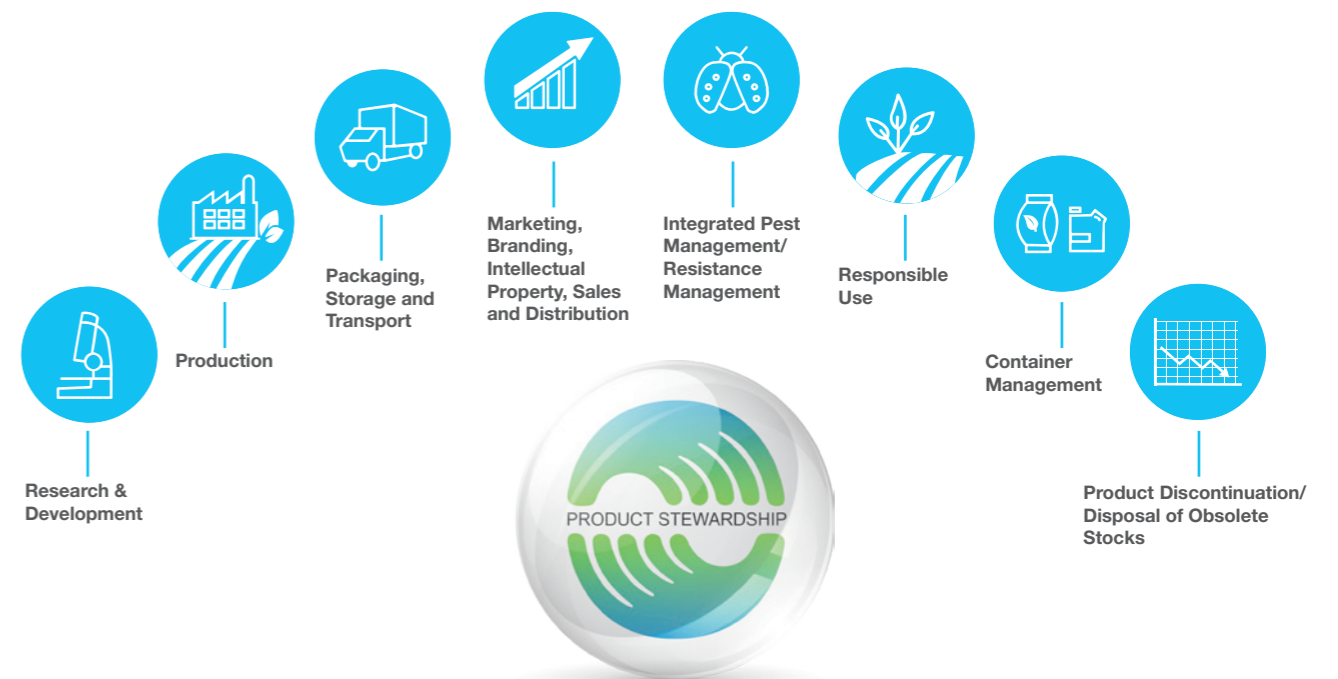 Research &
Development
Production
Packaging,
Storage and
Transport
Marketing,
Branding,
Intellectual
Property, Sales
and Distribution
Integrated Pest
Management/
Resistance
Management
Responsible
Use
Container
Management
Product Discontinuation/
Disposal of Obsolete
Stocks
PRODUCT STEWARDSHIP